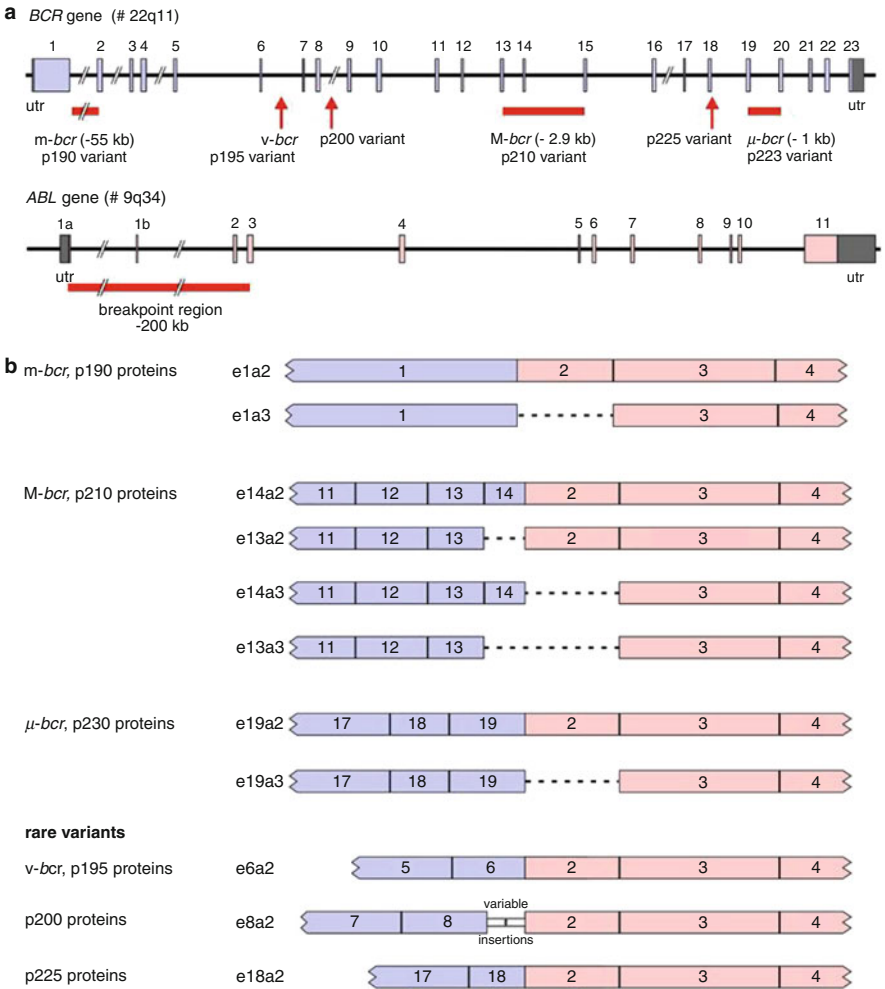 a BCR gene (# 22q11)
1 2 3 4 5 6 7 8 9 10 11 12 13 14 15 16 17 18 19 20 21 22 23
utr utr
m-bcr (-55 kb) v-bcr p200 variant M-bcr (- 2.9 kb) p225 variant μ-bcr (- 1 kb)
p190 variant p195 variant p210 variant p223 variant
ABL gene (# 9q34)
1a 1b 2 3 4 5 6 7 8 9 10 11
utr utr
breakpoint region
-200 kb
b m-bcr, p190 proteins e1a2 1 2 3 4
e1a3 1 3 4
M-bcr, p210 proteins e14a2 11 12 13 14 2 3 4
e13a2 11 12 13 2 3 4
e14a3 11 12 13 14 3 4
e13a3 11 12 13 3 4
μ-bcr, p230 proteins e19a2 17 18 19 2 3 4
e19a3 17 18 19 3 4
rare variants
v-bcr, p195 proteins e6a2 5 6 2 3 4
variable
p200 proteins e8a2 7 8 2 3 4
insertions
p225 proteins e18a2 17 18 2 3 4